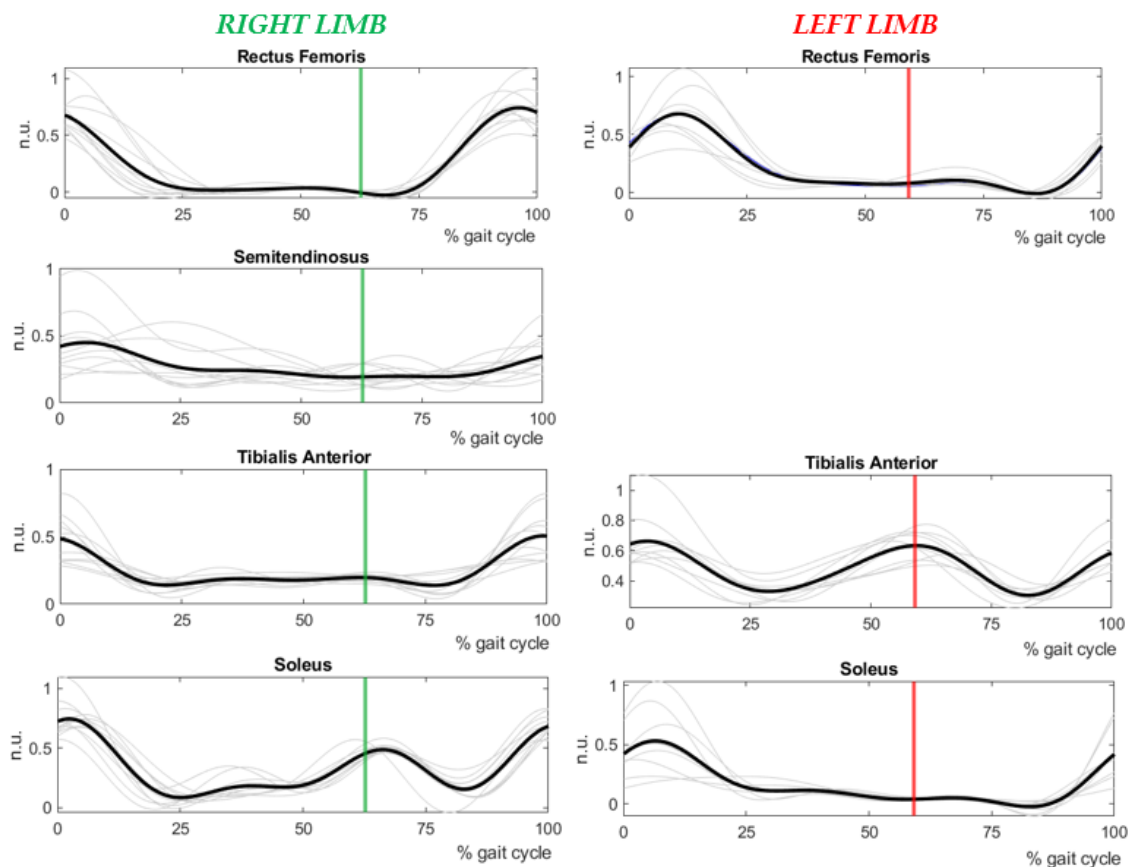 RIGHT LIMB
Rectus Femoris
n.u.
1
0.5
0
0 25 50 75 100
% gait cycle
Semitendinosus
n.u.
1
0.5
0
0 25 50 75 100
% gait cycle
Tibialis Anterior
n.u.
1
0.5
0
0 25 50 75 100
% gait cycle
Soleus
n.u.
1
0.5
0
0 25 50 75 100
% gait cycle
LEFT LIMB
Rectus Femoris
n.u.
1
0.5
0
0 25 50 75 100
% gait cycle
Tibialis Anterior
n.u.
1
0.8
0.6
0.4
0 25 50 75 100
% gait cycle
Soleus
n.u.
1
0.5
0
0 25 50 75 100
% gait cycle